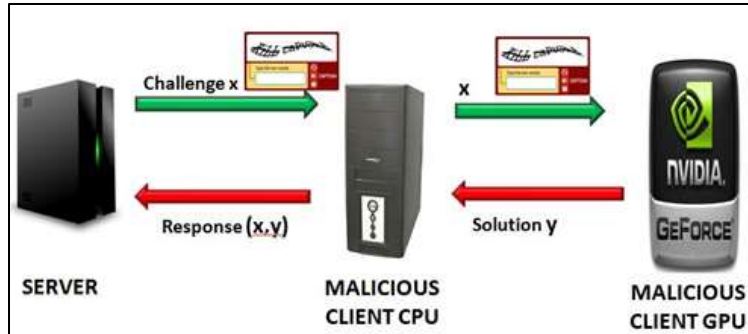 Challenge x
x
Response (x,y)
Solution y
NVIDIA.
GEFORCE
SERVER
MALICIOUS
CLIENT CPU
MALICIOUS
CLIENT GPU